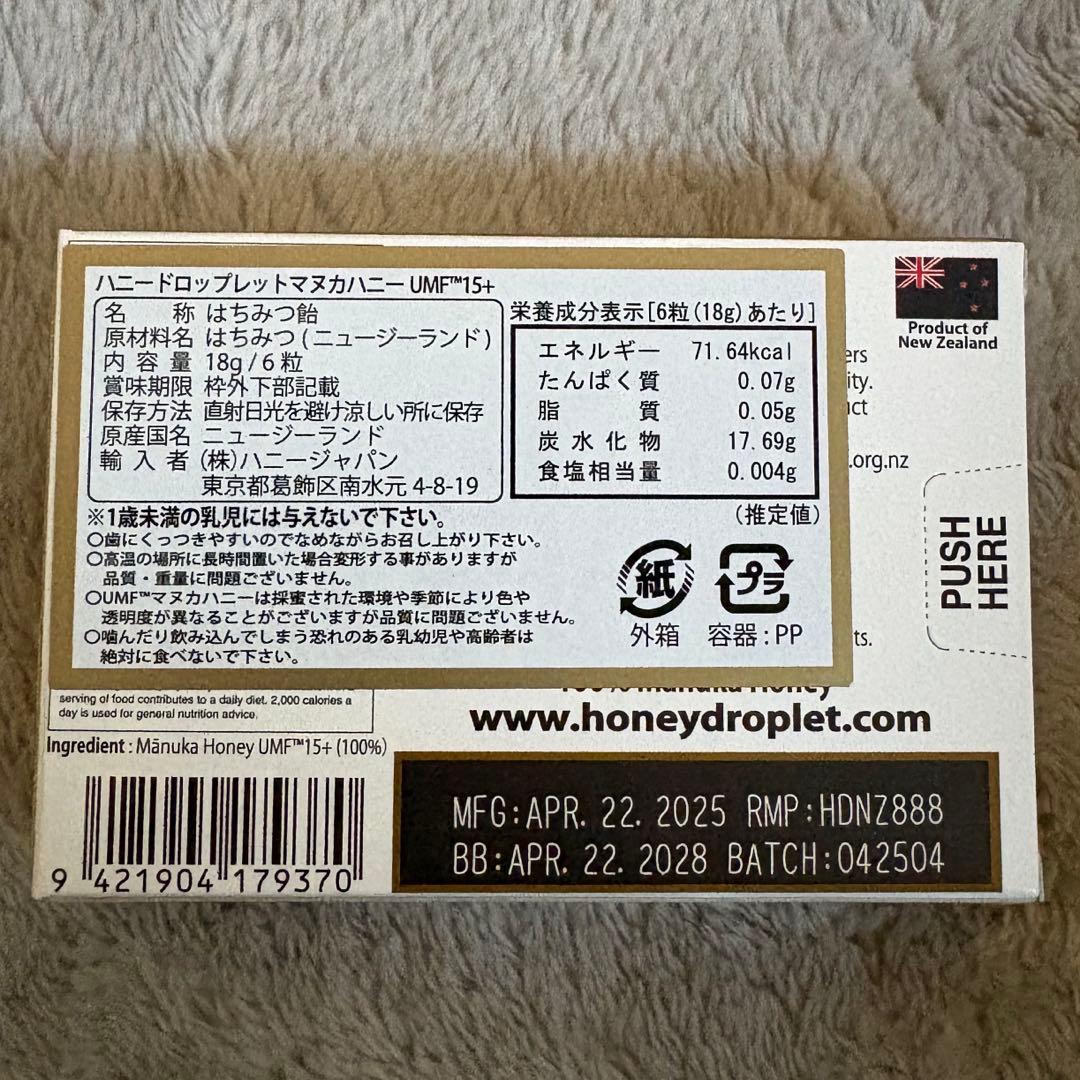 ハニードロップレットマヌカハニー UMF™15+
名 称 はちみつ飴
原材料名 はちみつ (ニュージーランド)
内容量 18g / 6 粒
賞味期限 枠外下部記載
保存方法 直射日光を避け涼しい所に保存
原産国名 ニュージーランド
輸入者 (株)ハニージャパン
東京都葛飾区南水元 4-8-19
栄養成分表示[6粒(18g)あたり]
エネルギー 71.64kcal
たんぱく質 0.07g
脂質 0.05g
炭水化物 17.69g
食塩相当量 0.004g
(推定値)
※1歳未満の乳児には与えないで下さい。
○歯にくっつきやすいのでなめながらお召し上がり下さい。
○高温の場所に長時間置いた場合変形する事がありますが
品質・重量に問題ございません。
○UMF™マヌカハニーは採蜜された環境や季節により色や
透明度が異なることがございますが品質に問題ございません。
○噛んだり飲み込んでしまう恐れのある乳幼児や高齢者は
絶対に食べないで下さい。
紙
外箱
プラ
容器:PP
Product of
New Zealand
.org.nz
PUSH
HERE
serving of food contributes to a daily diet. 2,000 calories a
day is used for general nutrition advice.
100% Manuka Honey
www.honeydroplet.com
Ingredient : Mānuka Honey UMF™15+ (100%)
9 421904 179370
MFG:APR. 22. 2025 RMP:HDNZ888
BB:APR. 22. 2028 BATCH:042504